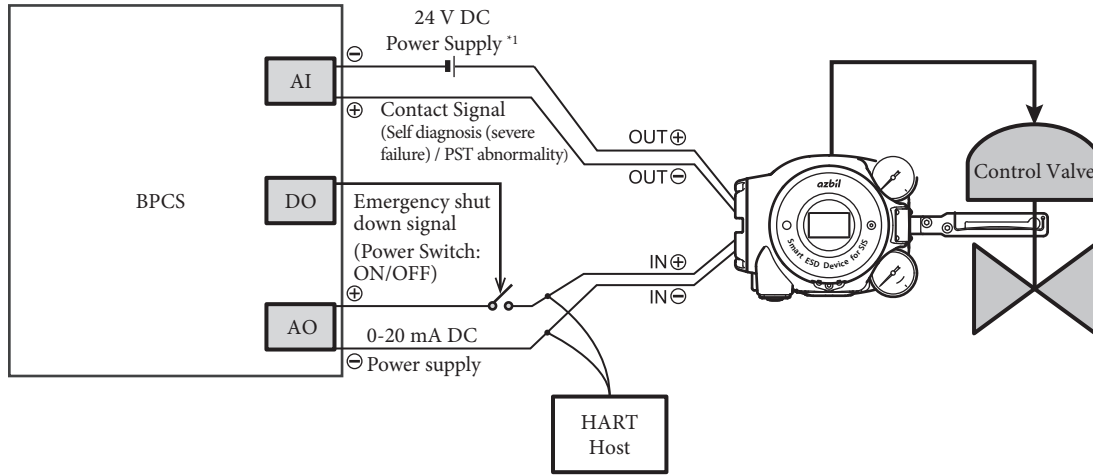 24 V DC
Power Supply *1
⊖
AI
⊕
Contact Signal
(Self diagnosis (severe
failure) / PST abnormality)
OUT⊕
OUT⊖
azbil
Smart ESD Device for SIS
Control Valve
BPCS
DO
Emergency shut
down signal
(Power Switch:
ON/OFF)
⊕
IN⊕
IN⊖
AO
0-20 mA DC
⊖ Power supply
HART
Host